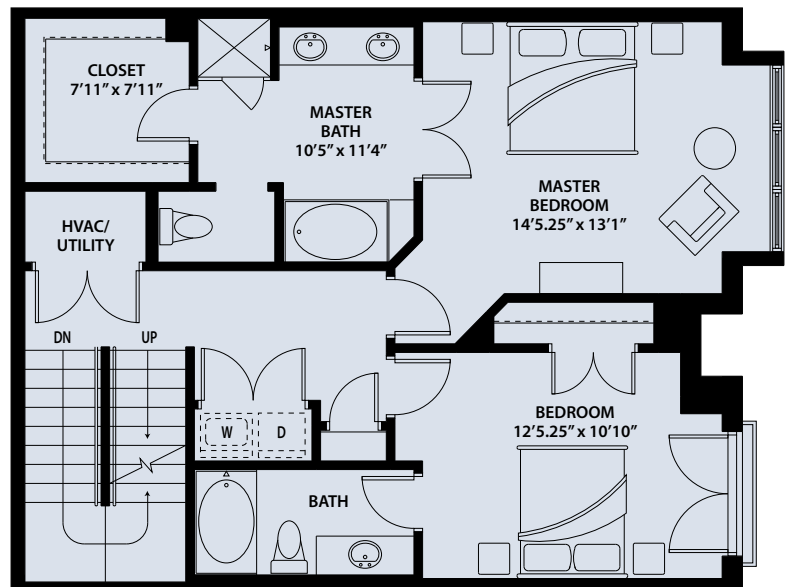 CLOSET
7'11" x 7'11"
MASTER
BATH
10'5" x 11'4"
MASTER
BEDROOM
14'5.25" x 13'1"
HVAC/
UTILITY
DN
UP
W
D
BEDROOM
12'5.25" x 10'10"
BATH